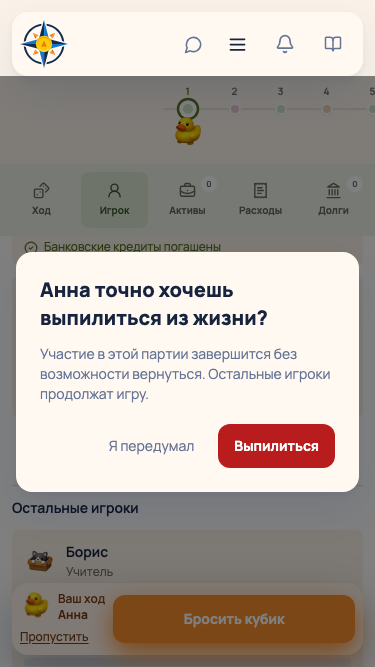 1 2 3 4 5
Ход
Игрок
0
Активы
Расходы
0
Долги
Банковские кредиты погашены
Анна точно хочешь
выпилиться из жизни?
Участие в этой партии завершится без
возможности вернуться. Остальные игроки
продолжат игру.
Я передумал
Выпилиться
Остальные игроки
Борис
Учитель
Ваш ход
Анна
Пропустить
Бросить кубик